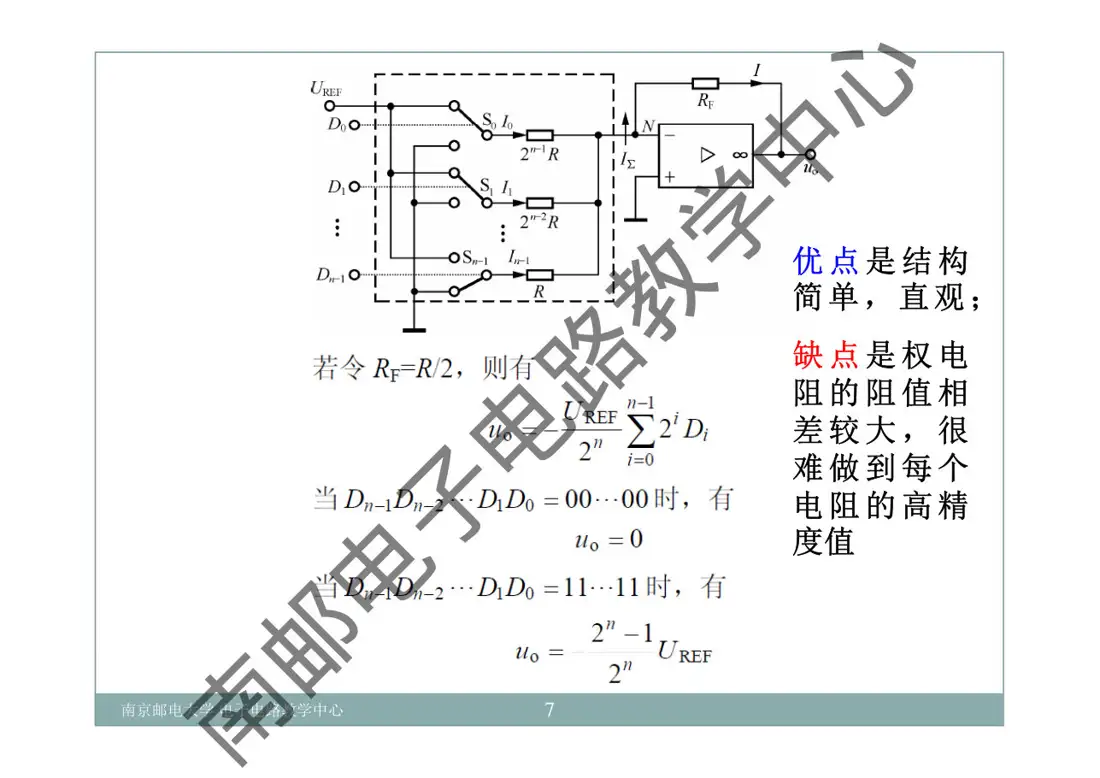 U_REF
D_0
S_0 I_0
2^{n-1}R
D_1
S_1 I_1
2^{n-2}R
⋮
⋮
D_{n-1}
S_{n-1} I_{n-1}
R
I_Σ
N
R_F
I
−
+
▷ ∞
u_o
优点是结构
简单，直观；
缺点是权电
阻的阻值相
差较大，很
难做到每个
电阻的高精
度值
若令 R_F=R/2，则有
u_o = −\frac{U_REF}{2^n} \sum_{i=0}^{n−1} 2^i D_i
当 D_{n−1}D_{n−2}⋯D_1D_0 = 00⋯00 时，有
u_o = 0
当 D_{n−1}D_{n−2}⋯D_1D_0 = 11⋯11 时，有
u_o = −\frac{2^n −1}{2^n} U_REF
南京邮电大学 电子电路教学中心
7
南邮电子电路教学中心